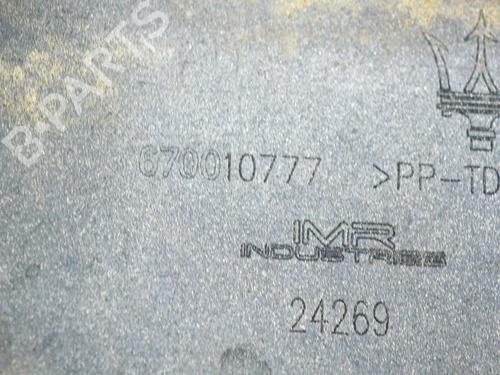 B-PARTS
670010777 >PP-TD
IMR
INDUSTRIES
24269